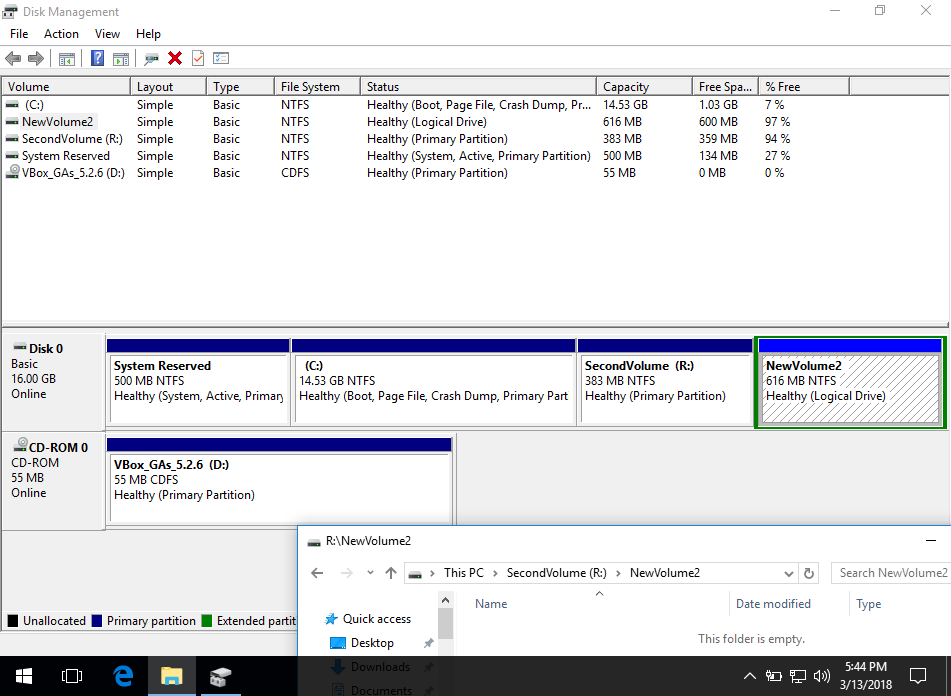 Disk Management
File Action View Help
Volume Layout Type File System Status Capacity Free Spa... % Free
(C:) Simple Basic NTFS Healthy (Boot, Page File, Crash Dump, Pr... 14.53 GB 1.03 GB 7 %
NewVolume2 Simple Basic NTFS Healthy (Logical Drive) 616 MB 600 MB 97 %
SecondVolume (R:) Simple Basic NTFS Healthy (Primary Partition) 383 MB 359 MB 94 %
System Reserved Simple Basic NTFS Healthy (System, Active, Primary Partition) 500 MB 134 MB 27 %
VBox_GAs_5.2.6 (D:) Simple Basic CDFS Healthy (Primary Partition) 55 MB 0 MB 0 %
Disk 0
Basic
16.00 GB
Online
System Reserved
500 MB NTFS
Healthy (System, Active, Primary
(C:)
14.53 GB NTFS
Healthy (Boot, Page File, Crash Dump, Primary Part
SecondVolume (R:)
383 MB NTFS
Healthy (Primary Partition)
NewVolume2
616 MB NTFS
Healthy (Logical Drive)
CD-ROM 0
CD-ROM
55 MB
Online
VBox_GAs_5.2.6 (D:)
55 MB CDFS
Healthy (Primary Partition)
Unallocated Primary partition Extended partit
R:\NewVolume2
This PC SecondVolume (R:) NewVolume2
Search NewVolume2
Quick access
Desktop
Downloads
Documents
Name Date modified Type
This folder is empty.
5:44 PM
3/13/2018